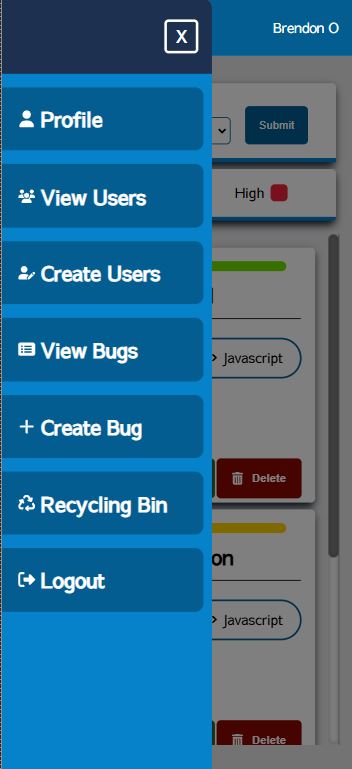 X
Brendon O
Profile
Submit
View Users
High
Create Users
View Bugs
Javascript
Create Bug
Recycling Bin
Delete
on
Logout
Javascript
Delete